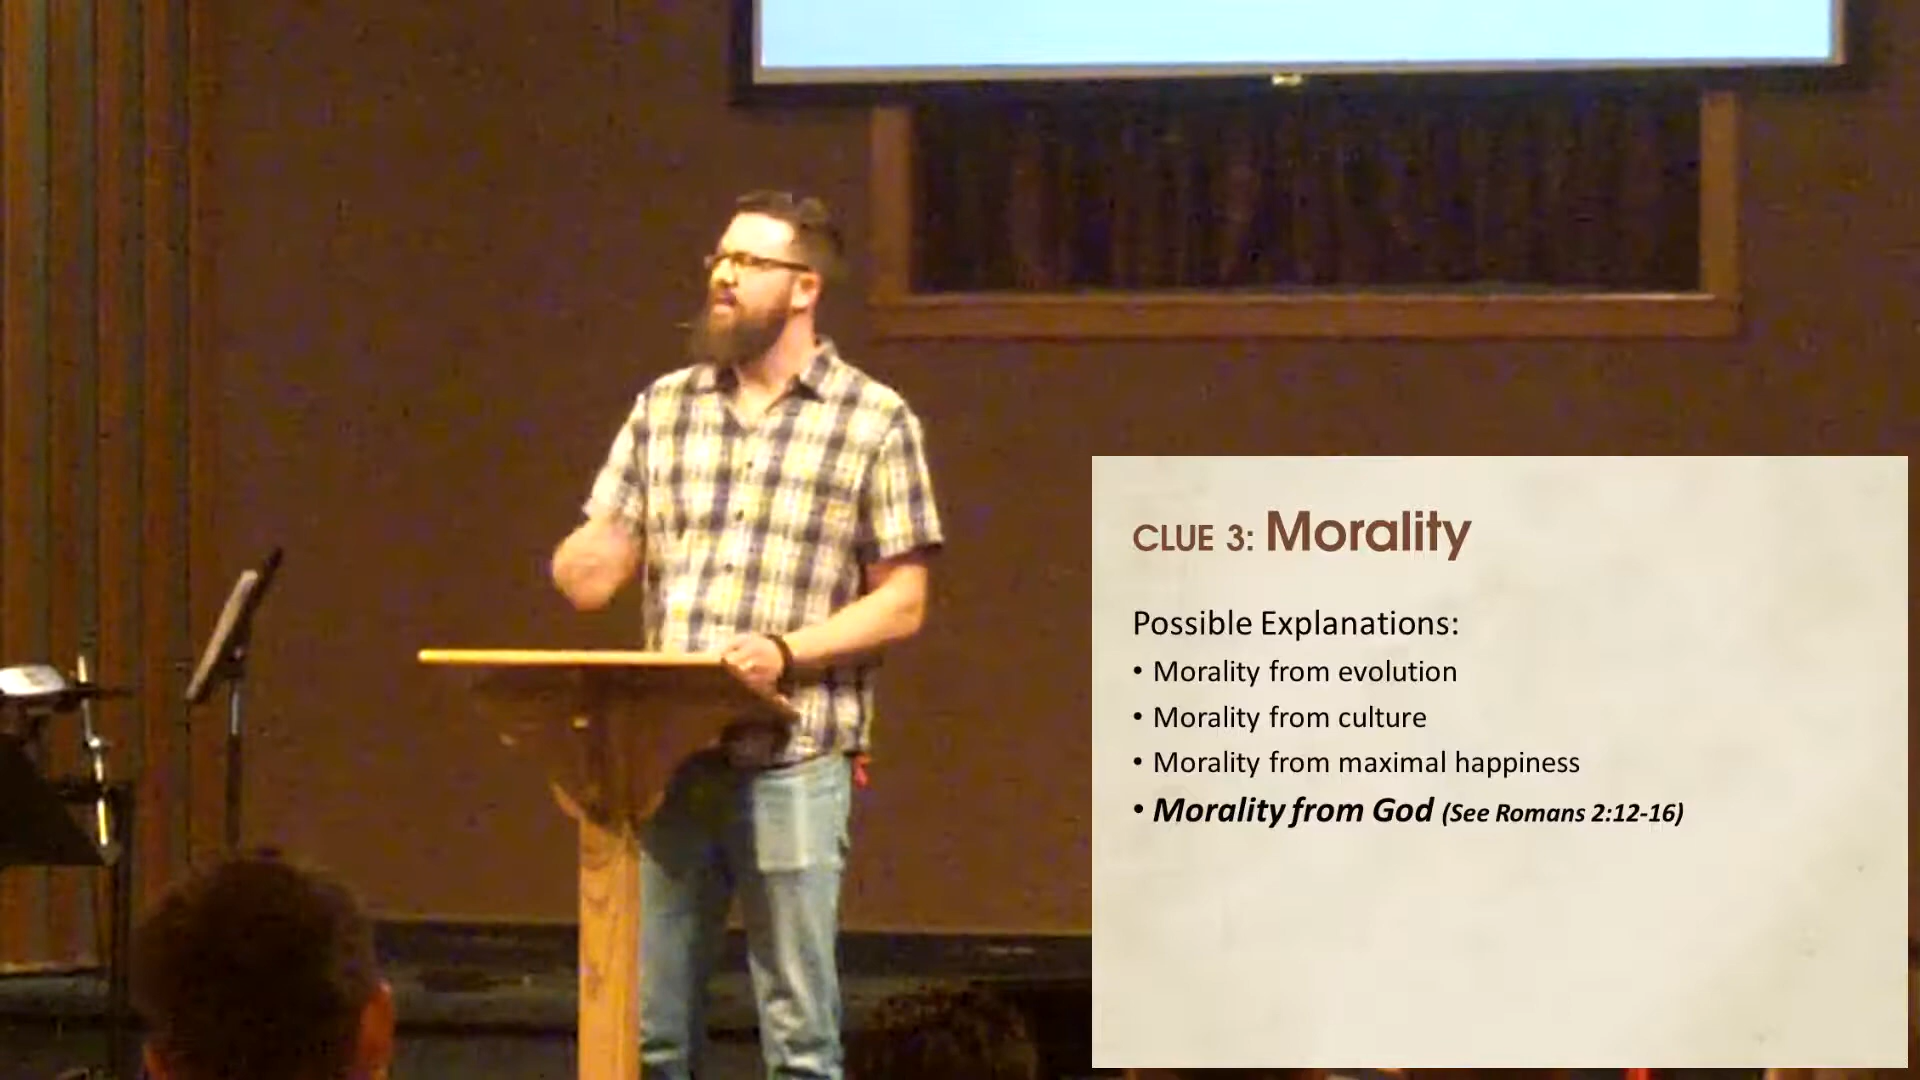 CLUE 3: Morality
Possible Explanations:
• Morality from evolution
• Morality from culture
• Morality from maximal happiness
• Morality from God (See Romans 2:12-16)